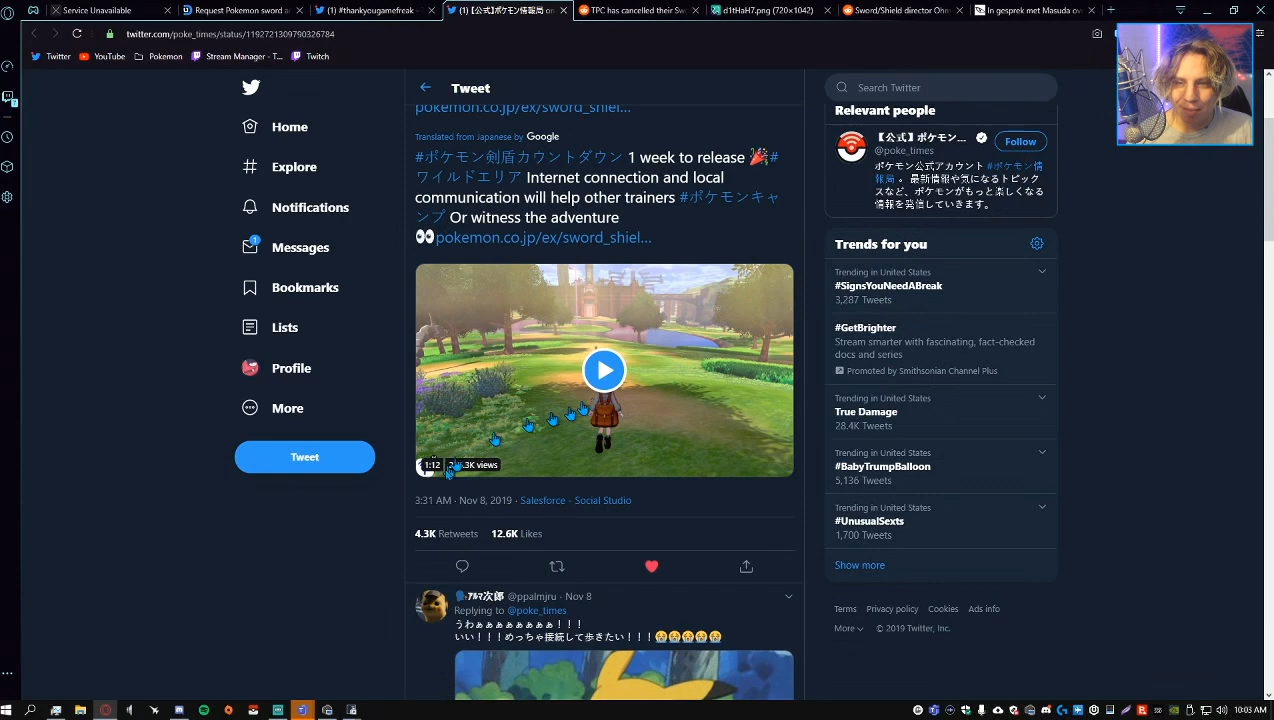 Service Unavailable
Request Pokemon sword ar
(1) #thankyougamefreak -
(1) 【公式】ポケモン情報局 on
TPC has cancelled their Sw
d1tHaH7.png (720×1042)
Sword/Shield director Ohm
In gesprek met Masuda ov
twitter.com/poke_times/status/1192721309790326784
Twitter
YouTube
Pokemon
Stream Manager - T...
Twitch
Home
Explore
Notifications
1
Messages
Bookmarks
Lists
Profile
More
Tweet
Tweet
pokemon.co.jp/ex/sword_shiel...
Translated from Japanese by Google
#ポケモン剣盾カウントダウン 1 week to release 🎉#
ワイルドエリア Internet connection and local
communication will help other trainers #ポケモンキャ
ンプ Or witness the adventure
👀pokemon.co.jp/ex/sword_shiel...
1:12
.3K views
3:31 AM · Nov 8, 2019 · Salesforce - Social Studio
4.3K Retweets 12.6K Likes
ｱﾙﾏ次郎 @ppalmjru · Nov 8
Replying to @poke_times
うわぁぁぁぁぁぁぁぁ！！！
いい！！！めっちゃ接続して歩きたい！！！😭😭😭😭😭
Search Twitter
Relevant people
【公式】ポケモン...
@poke_times
Follow
ポケモン公式アカウント #ポケモン情
報局 。最新情報や気になるトピック
スなど、ポケモンがもっと楽しくなる
情報を発信していきます。
Trends for you
Trending in United States
#SignsYouNeedABreak
3,287 Tweets
#GetBrighter
Stream smarter with fascinating, fact-checked
docs and series
Promoted by Smithsonian Channel Plus
Trending in United States
True Damage
28.4K Tweets
Trending in United States
#BabyTrumpBalloon
5,136 Tweets
Trending in United States
#UnusualSexts
1,700 Tweets
Show more
Terms Privacy policy Cookies Ads info
More © 2019 Twitter, Inc.
10:03 AM